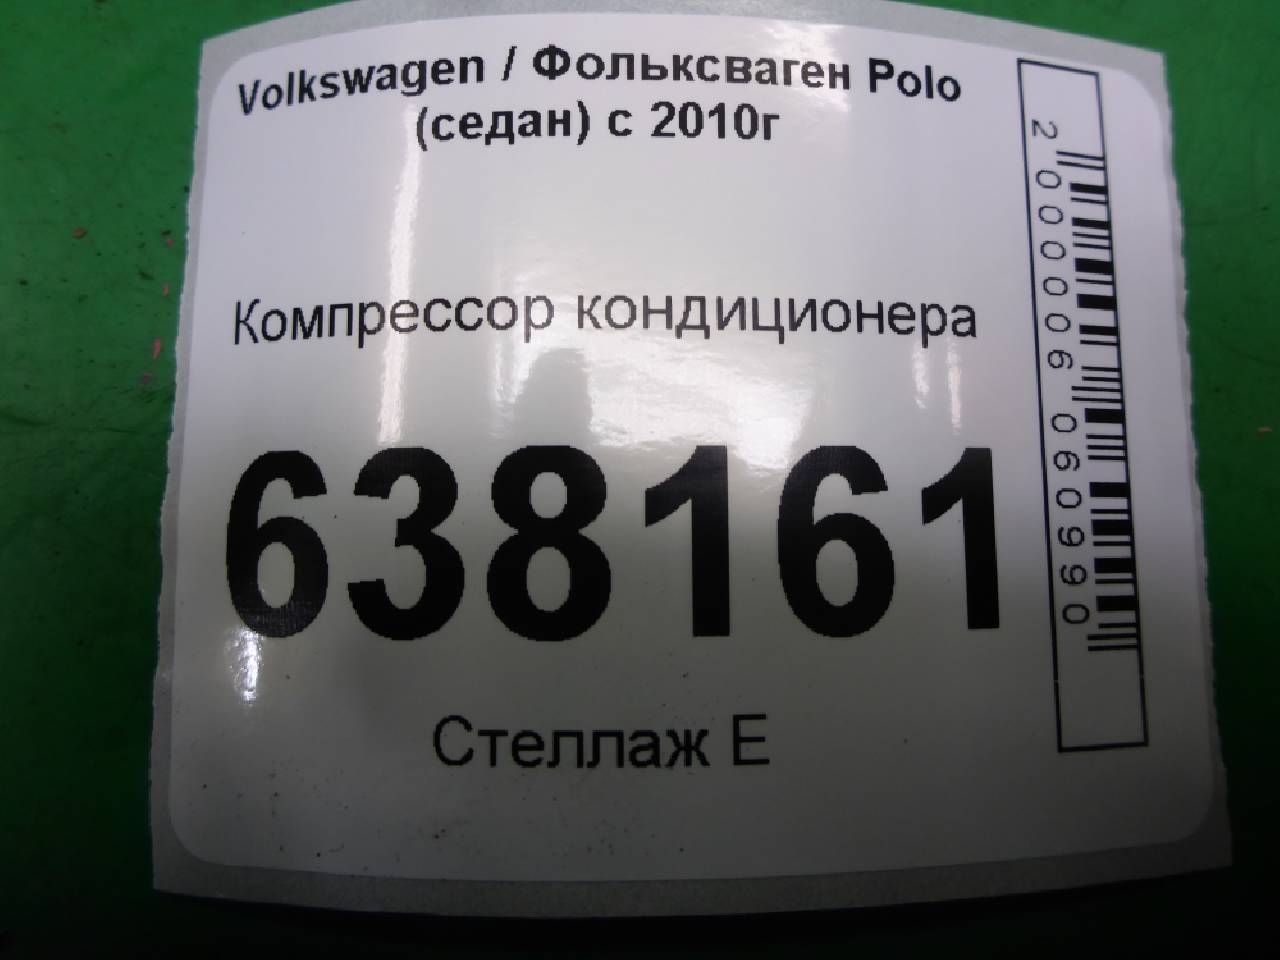 Volkswagen / Фольксваген Polo
(седан) с 2010г
Компрессор кондиционера
638161
Стеллаж Е
2000006060990